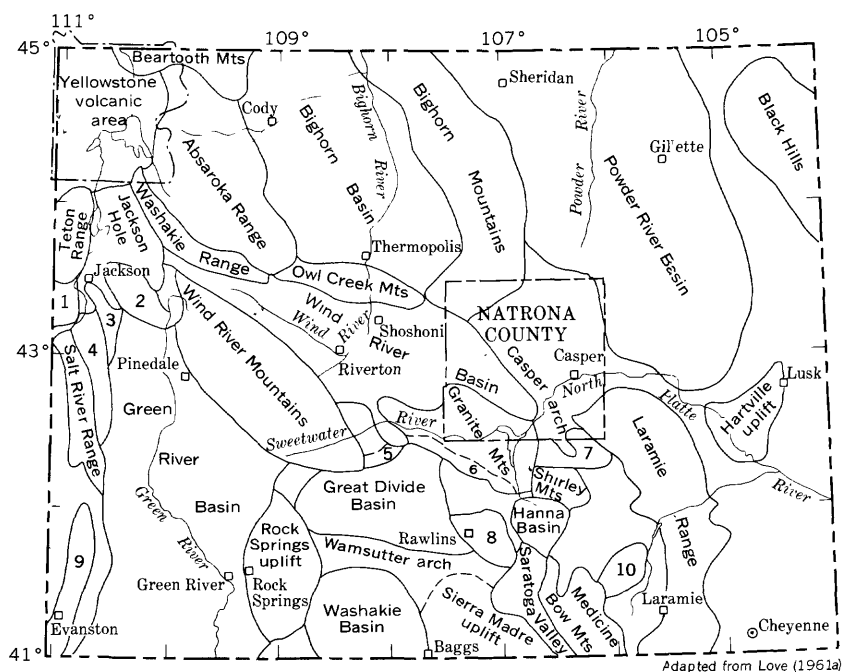 111°
109°
107°
105°
45°
43°
41°
Beartooth Mts
Yellowstone
volcanic
area
Cody
Absaroka Range
Bighorn
Basin
Bighorn
River
Bighorn
Mountains
Sheridan
Powder
River
Gillette
Powder River Basin
Black Hills
Teton
Range
Jackson
Hole
Washakie
Range
Thermopolis
Owl Creek Mts
Jackson
1
2
3
4
Salt River Range
Pinedale
Wind River Mountains
Wind
River
Basin
Wind
River
Shoshoni
Riverton
NATRONA
COUNTY
Casper
Casper
arch
North
Platte
River
Granite
Mts
Lusk
Hartville
uplift
Laramie
Range
Sweetwater
River
5
6
7
Shirley
Mts
Hanna
Basin
Green
River
Basin
Green
River
Great Divide
Basin
Rawlins
8
Rock
Springs
uplift
Wamsutter arch
Green River
Rock
Springs
9
Evanston
Washakie
Basin
Sierra Madre
uplift
Baggs
Saratoga
Valley
Medicine
Bow Mts
10
Laramie
Cheyenne
Adapted from Love (1961a)